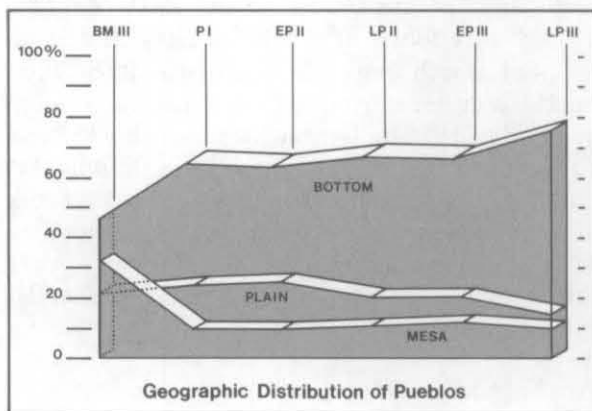 BM III P I EP II LP II EP III LP III
100%
80
60
BOTTOM
40
20
PLAIN
MESA
0
Geographic Distribution of Pueblos